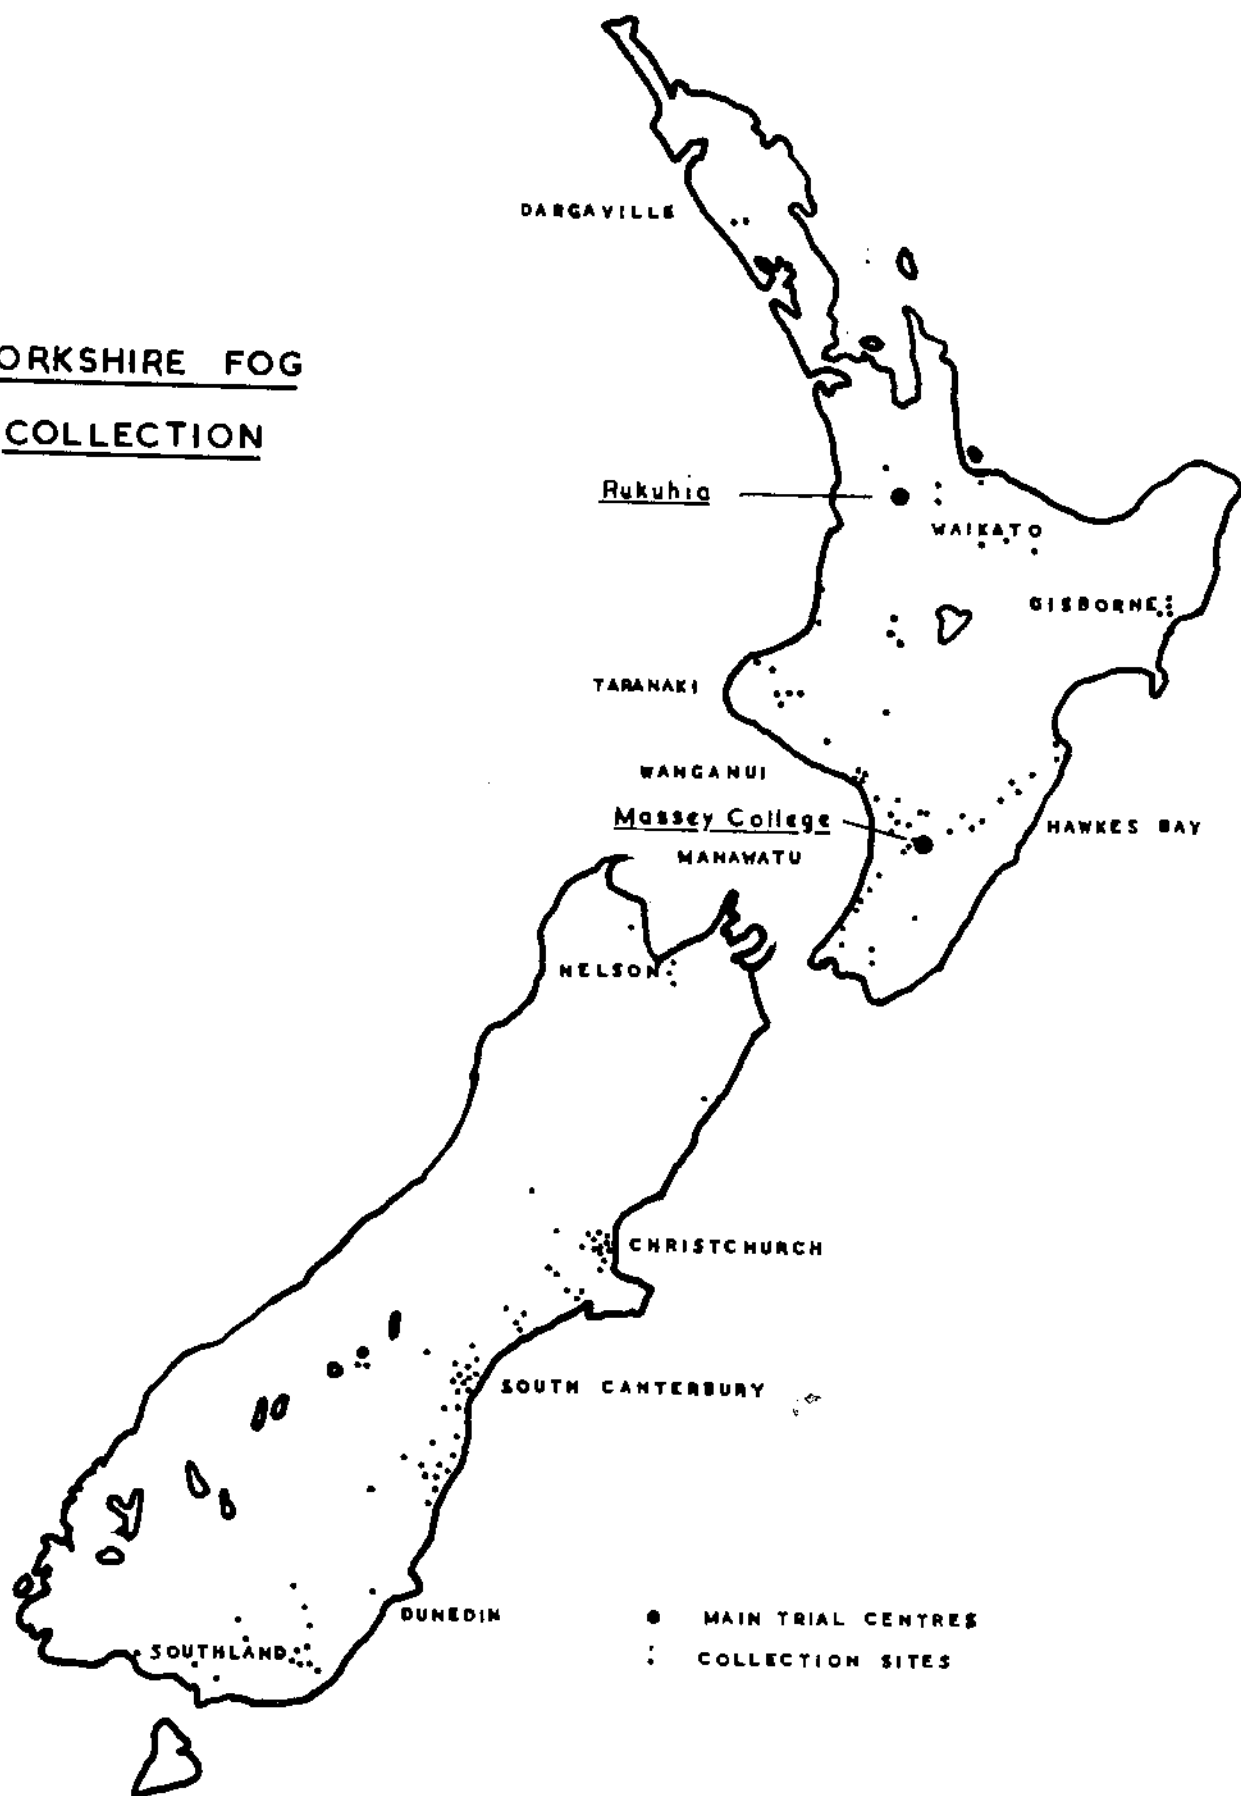 ORKSHIRE FOG
COLLECTION
DARGAVILLE
Rukuhia
WAIKATO
GISBORNE
TARANAKI
WANGANUI
Massey College
HAWKES BAY
MANAWATU
NELSON
CHRISTCHURCH
SOUTH CANTERBURY
DUNEDIN
SOUTHLAND
MAIN TRIAL CENTRES
COLLECTION SITES